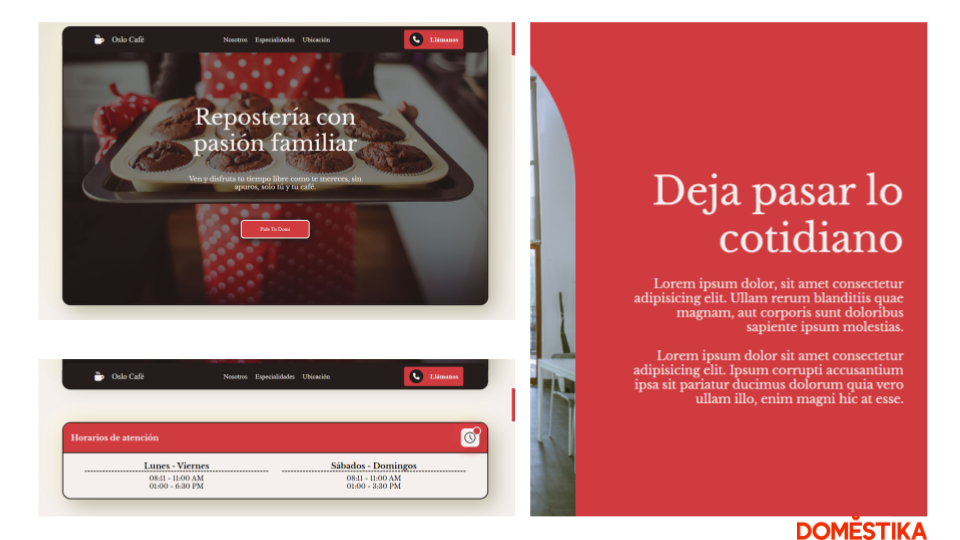 Oslo Café
Nosotros Especialidades Ubicación
Llámanos
Repostería con
pasión familiar
Ven y disfruta tu tiempo libre como te mereces, sin
apuros, solo tú y tu café.
Pide Tu Domi
Oslo Café
Nosotros Especialidades Ubicación
Llámanos
Horarios de atención
Lunes - Viernes
08:11 - 11:00 AM
01:00 - 6:30 PM
Sábados - Domingos
08:11 - 11:00 AM
01:00 - 3:30 PM
Deja pasar lo
cotidiano
Lorem ipsum dolor, sit amet consectetur
adipisicing elit. Ullam rerum blanditiis quae
magnam, aut corporis sunt doloribus
sapiente ipsum molestias.
Lorem ipsum dolor sit amet consectetur
adipisicing elit. Ipsum corrupti accusantium
ipsa sit pariatur ducimus dolorum quia vero
ullam illo, enim magni hic at esse.
DOMĔSTIKA